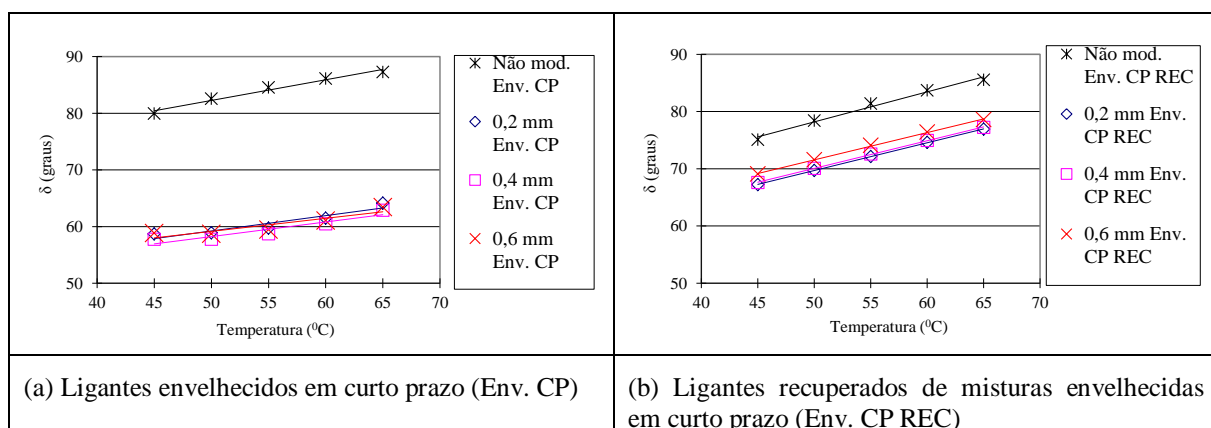 90
80
70
60
50
δ (graus)
40 45 50 55 60 65 70
Temperatura (⁰C)
Não mod.
Env. CP
0,2 mm
Env. CP
0,4 mm
Env. CP
0,6 mm
Env. CP
90
80
70
60
50
δ (graus)
40 45 50 55 60 65 70
Temperatura (⁰C)
Não mod.
Env. CP REC
0,2 mm Env.
CP REC
0,4 mm Env.
CP REC
0,6 mm Env.
CP REC
(a) Ligantes envelhecidos em curto prazo (Env. CP)
(b) Ligantes recuperados de misturas envelhecidas
em curto prazo (Env. CP REC)